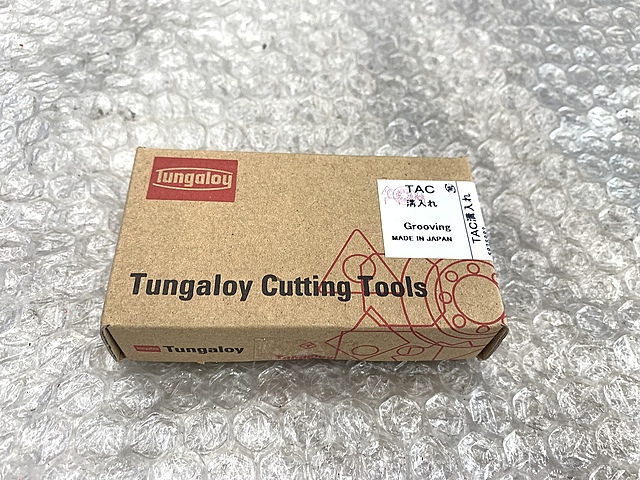 Tungaloy
TAC
溝入れ
Grooving
MADE IN JAPAN
TAC溝入れ
Tungaloy Cutting Tools
Tungaloy